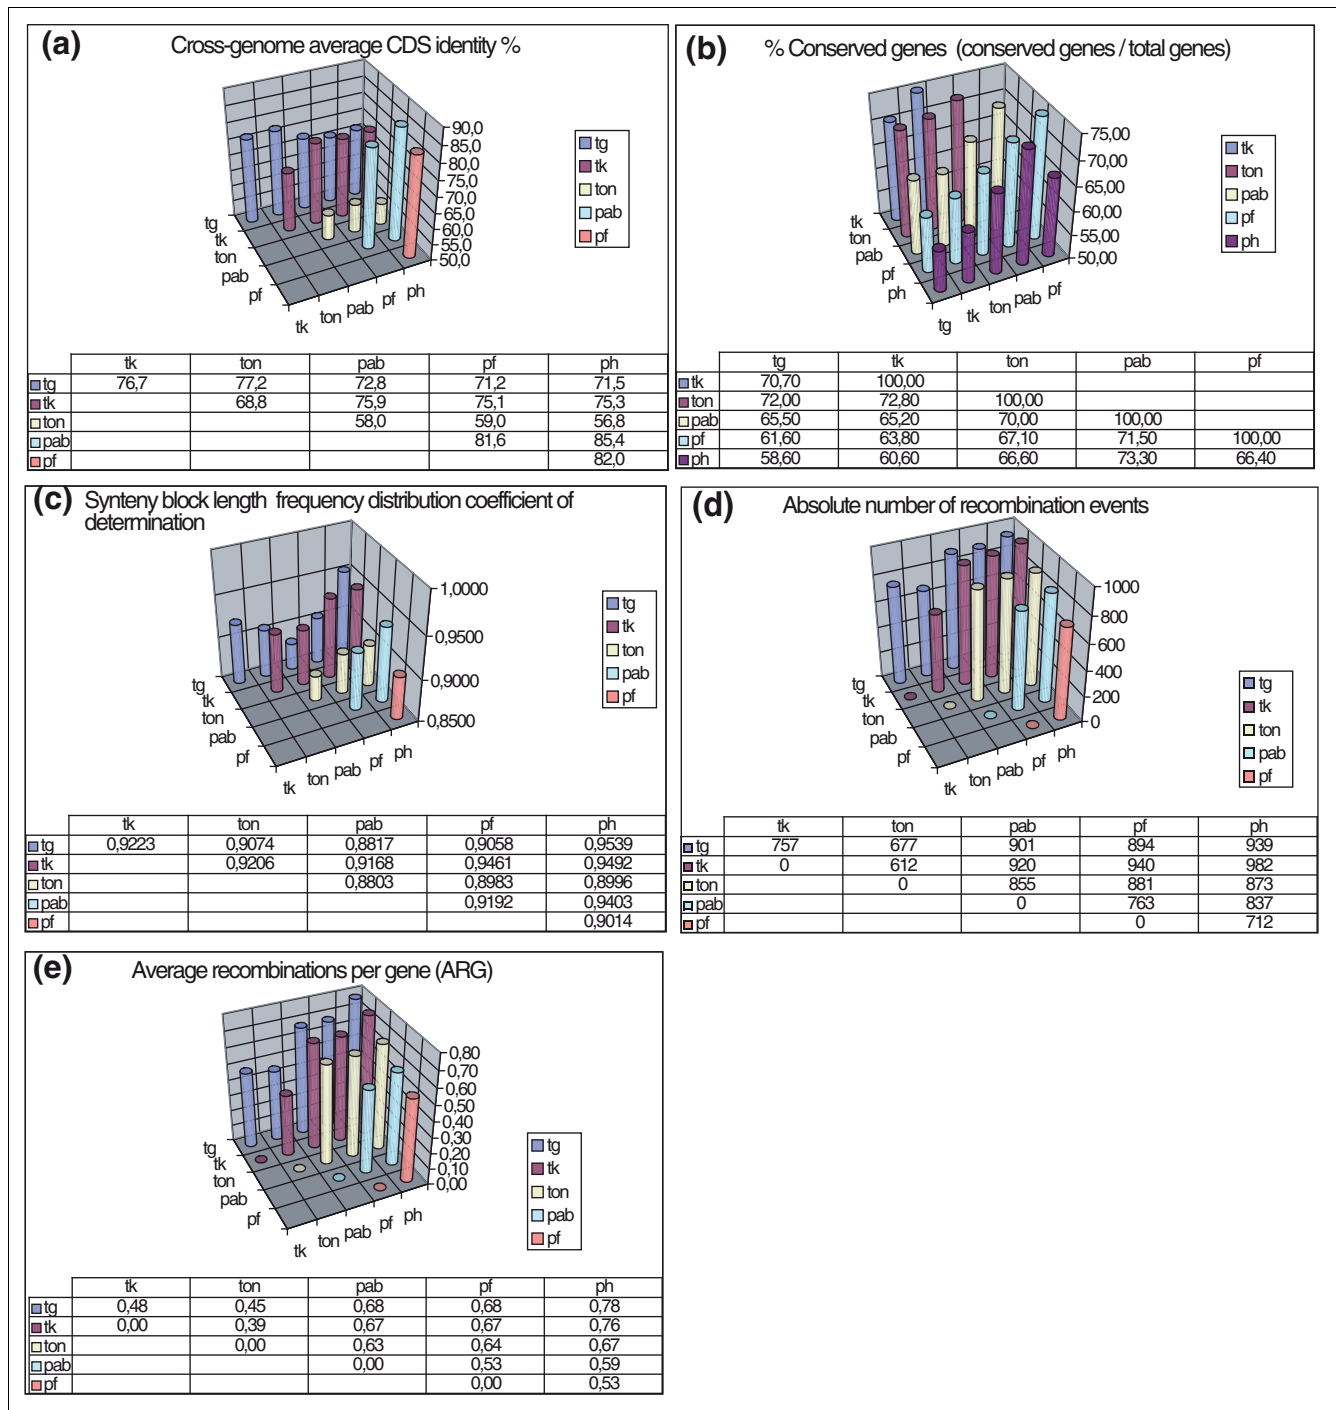 (a) Cross-genome average CDS identity %
90,0
85,0
80,0
75,0
70,0
65,0
60,0
55,0
50,0
tg
tk
ton
pab
pf
tk
ton
pab
pf
ph
tg
tk
ton
pab
pf
tk ton pab pf ph
tg 76,7 77,2 72,8 71,2 71,5
tk 68,8 75,9 75,1 75,3
ton 58,0 59,0 56,8
pab 81,6 85,4
pf 82,0
(b) % Conserved genes (conserved genes / total genes)
75,00
70,00
65,00
60,00
55,00
50,00
tk
ton
pab
pf
ph
tg
tk
ton
pab
pf
tk
ton
pab
pf
ph
tg tk ton pab pf
tk 70,70 100,00
ton 72,00 72,80 100,00
pab 65,50 65,20 70,00 100,00
pf 61,60 63,80 67,10 71,50 100,00
ph 58,60 60,60 66,60 73,30 66,40
(c) Synteny block length frequency distribution coefficient of
determination
1,0000
0,9500
0,9000
0,8500
tg
tk
ton
pab
pf
tk
ton
pab
pf
ph
tg
tk
ton
pab
pf
tk ton pab pf ph
tg 0,9223 0,9074 0,8817 0,9058 0,9539
tk 0,9206 0,9168 0,9461 0,9492
ton 0,8803 0,8983 0,8996
pab 0,9192 0,9403
pf 0,9014
(d) Absolute number of recombination events
1000
800
600
400
200
0
tg
tk
ton
pab
pf
tk
ton
pab
pf
ph
tg
tk
ton
pab
pf
tk ton pab pf ph
tg 757 677 901 894 939
tk 0 612 920 940 982
ton 0 855 881 873
pab 0 763 837
pf 0 712
(e) Average recombinations per gene (ARG)
0,80
0,70
0,60
0,50
0,40
0,30
0,20
0,10
0,00
tg
tk
ton
pab
pf
tk
ton
pab
pf
ph
tg
tk
ton
pab
pf
tk ton pab pf ph
tg 0,48 0,45 0,68 0,68 0,78
tk 0,00 0,39 0,67 0,67 0,76
ton 0,00 0,63 0,64 0,67
pab 0,00 0,53 0,59
pf 0,00 0,53